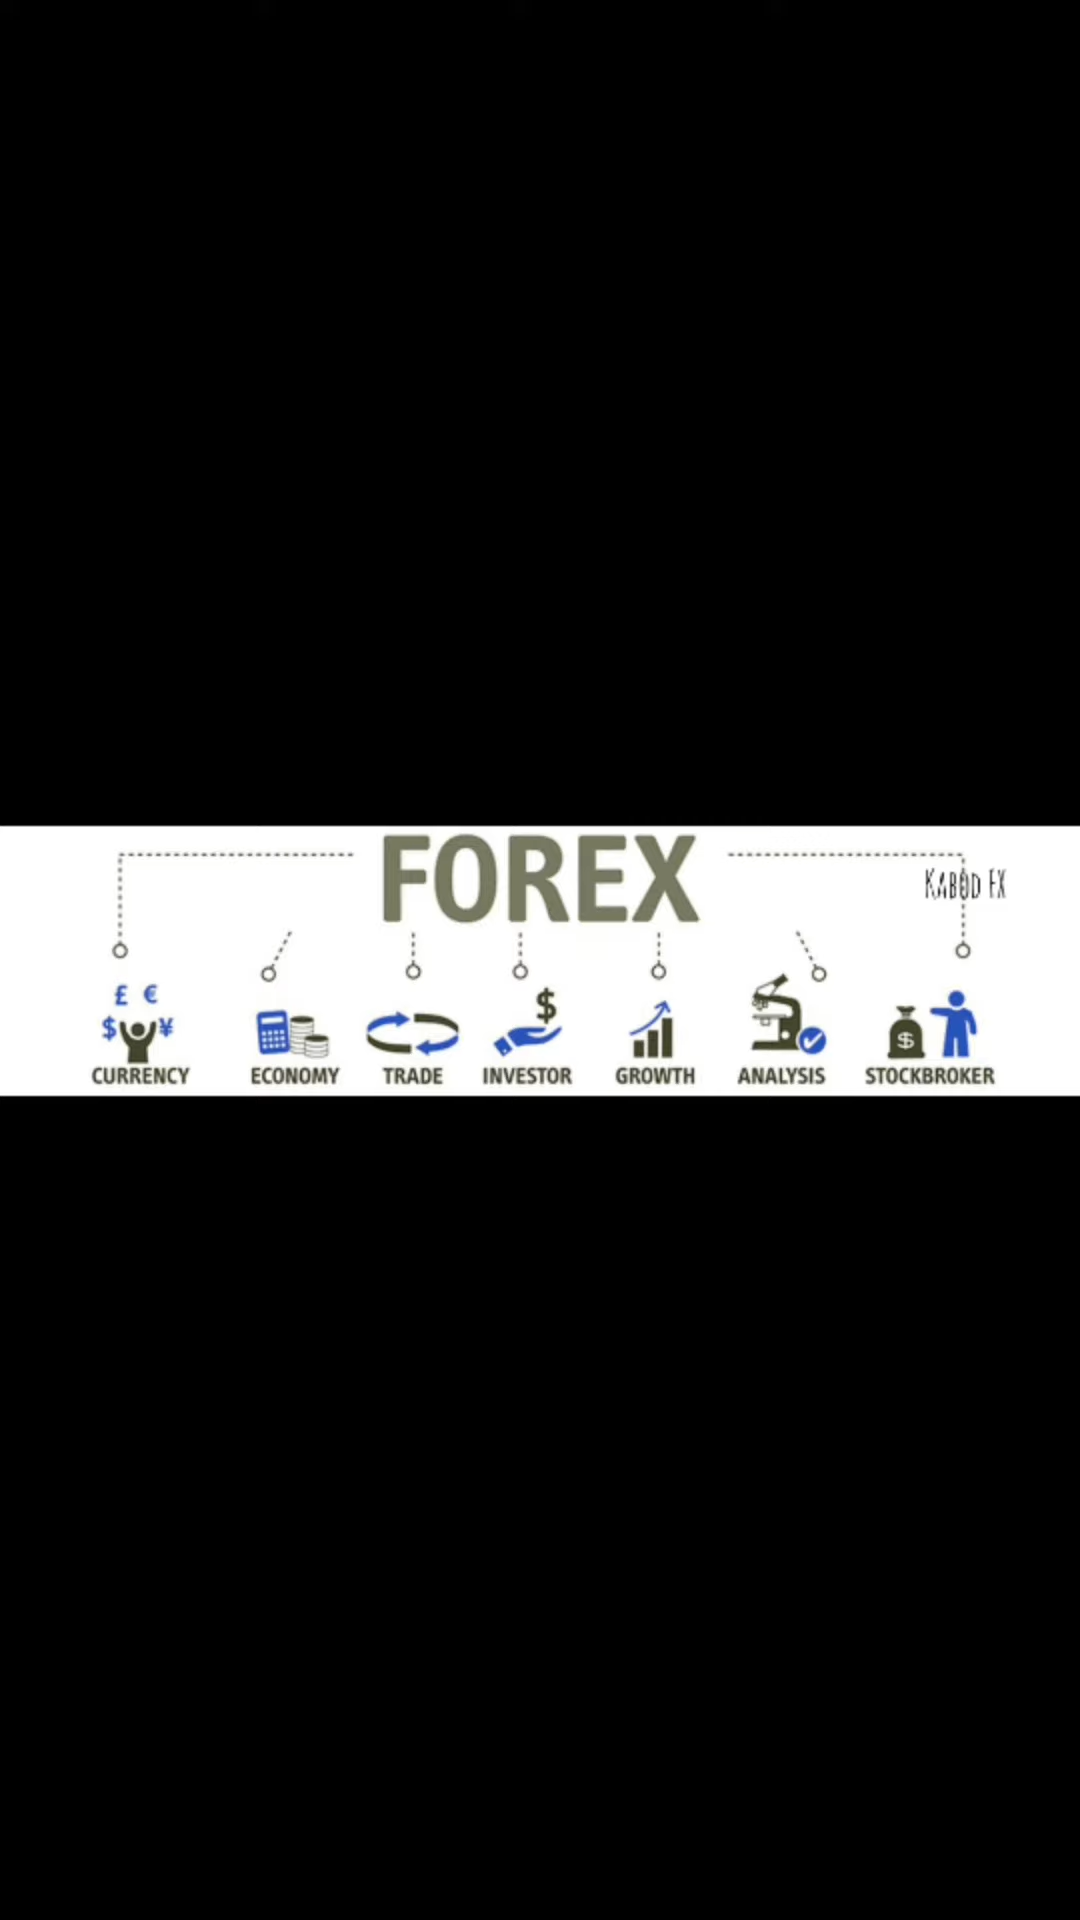 FOREX
Kabod FX
£ €
$ ¥
$
$
CURRENCY ECONOMY TRADE INVESTOR GROWTH ANALYSIS STOCKBROKER